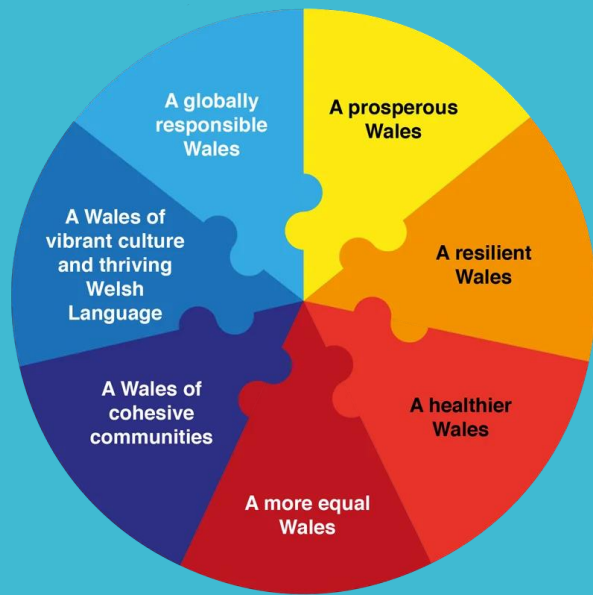 A prosperous
Wales
A resilient
Wales
A healthier
Wales
A more equal
Wales
A Wales of
cohesive
communities
A Wales of
vibrant culture
and thriving
Welsh
Language
A globally
responsible
Wales